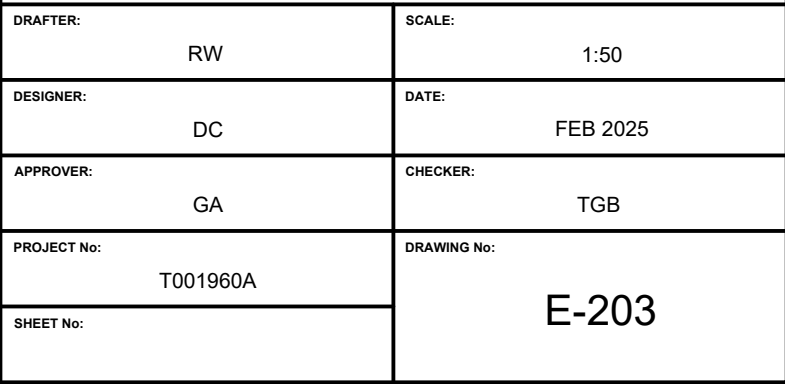 DRAFTER:
RW
SCALE:
1:50
DESIGNER:
DC
DATE:
FEB 2025
APPROVER:
GA
CHECKER:
TGB
PROJECT No:
T001960A
DRAWING No:
E-203
SHEET No: